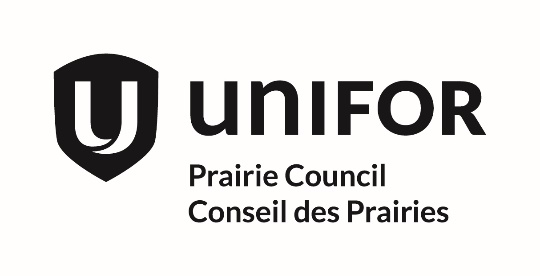 U
UNIFOR
Prairie Council
Conseil des Prairies